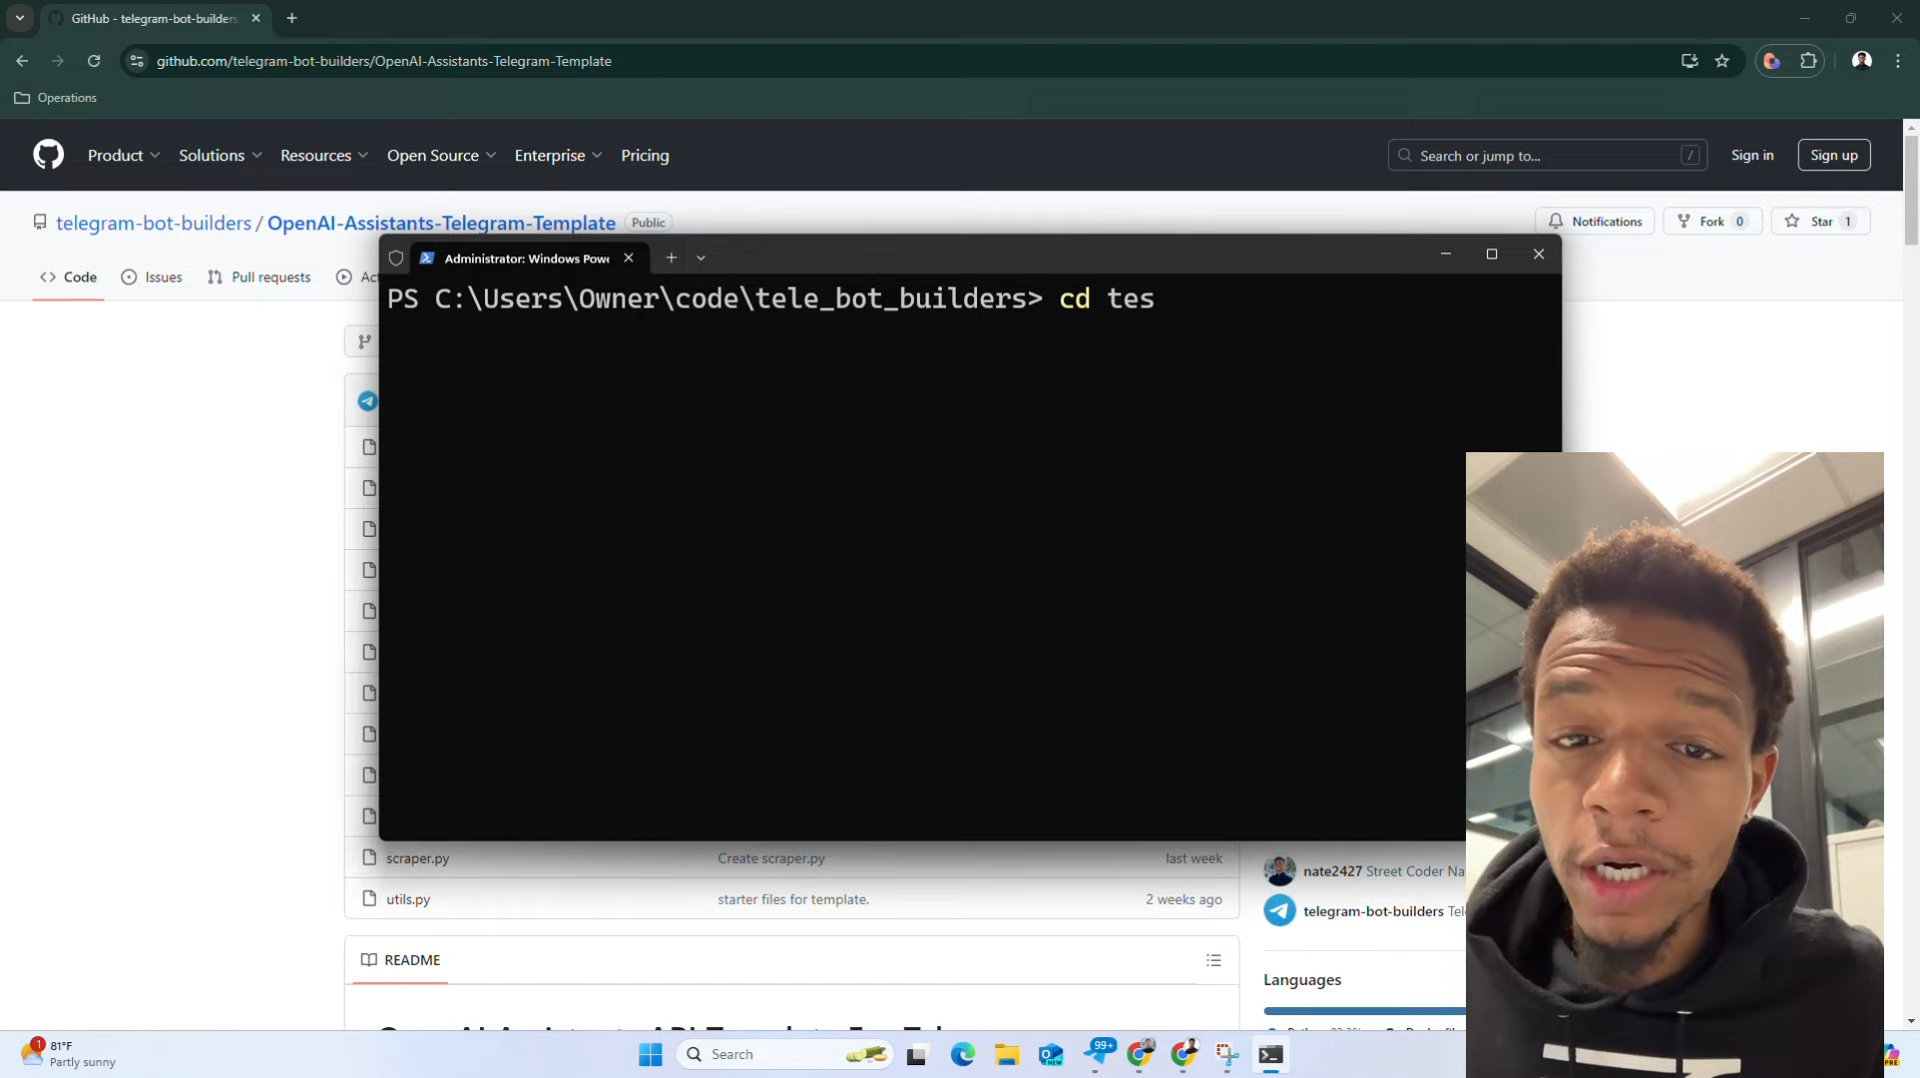 GitHub - telegram-bot-builders
github.com/telegram-bot-builders/OpenAI-Assistants-Telegram-Template
Operations
Product Solutions Resources Open Source Enterprise Pricing
Search or jump to... /
Sign in
Sign up
telegram-bot-builders / OpenAI-Assistants-Telegram-Template Public
Notifications
Fork 0
Star 1
Code Issues Pull requests
Administrator: Windows Powe
PS C:\Users\Owner\code\tele_bot_builders> cd tes
scraper.py Create scraper.py last week
utils.py starter files for template. 2 weeks ago
README
nate2427 Street Coder Na
telegram-bot-builders Tel
Languages
1
81°F
Partly sunny
Search
NEW
99+
PRE